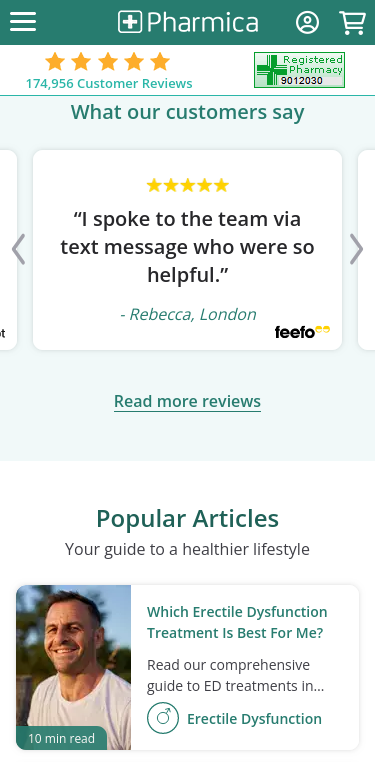 Pharmica
174,956 Customer Reviews
Registered
Pharmacy
9012030
What our customers say
“I spoke to the team via
text message who were so
helpful.”
- Rebecca, London
feefo
Read more reviews
Popular Articles
Your guide to a healthier lifestyle
Which Erectile Dysfunction
Treatment Is Best For Me?
Read our comprehensive
guide to ED treatments in...
Erectile Dysfunction
10 min read